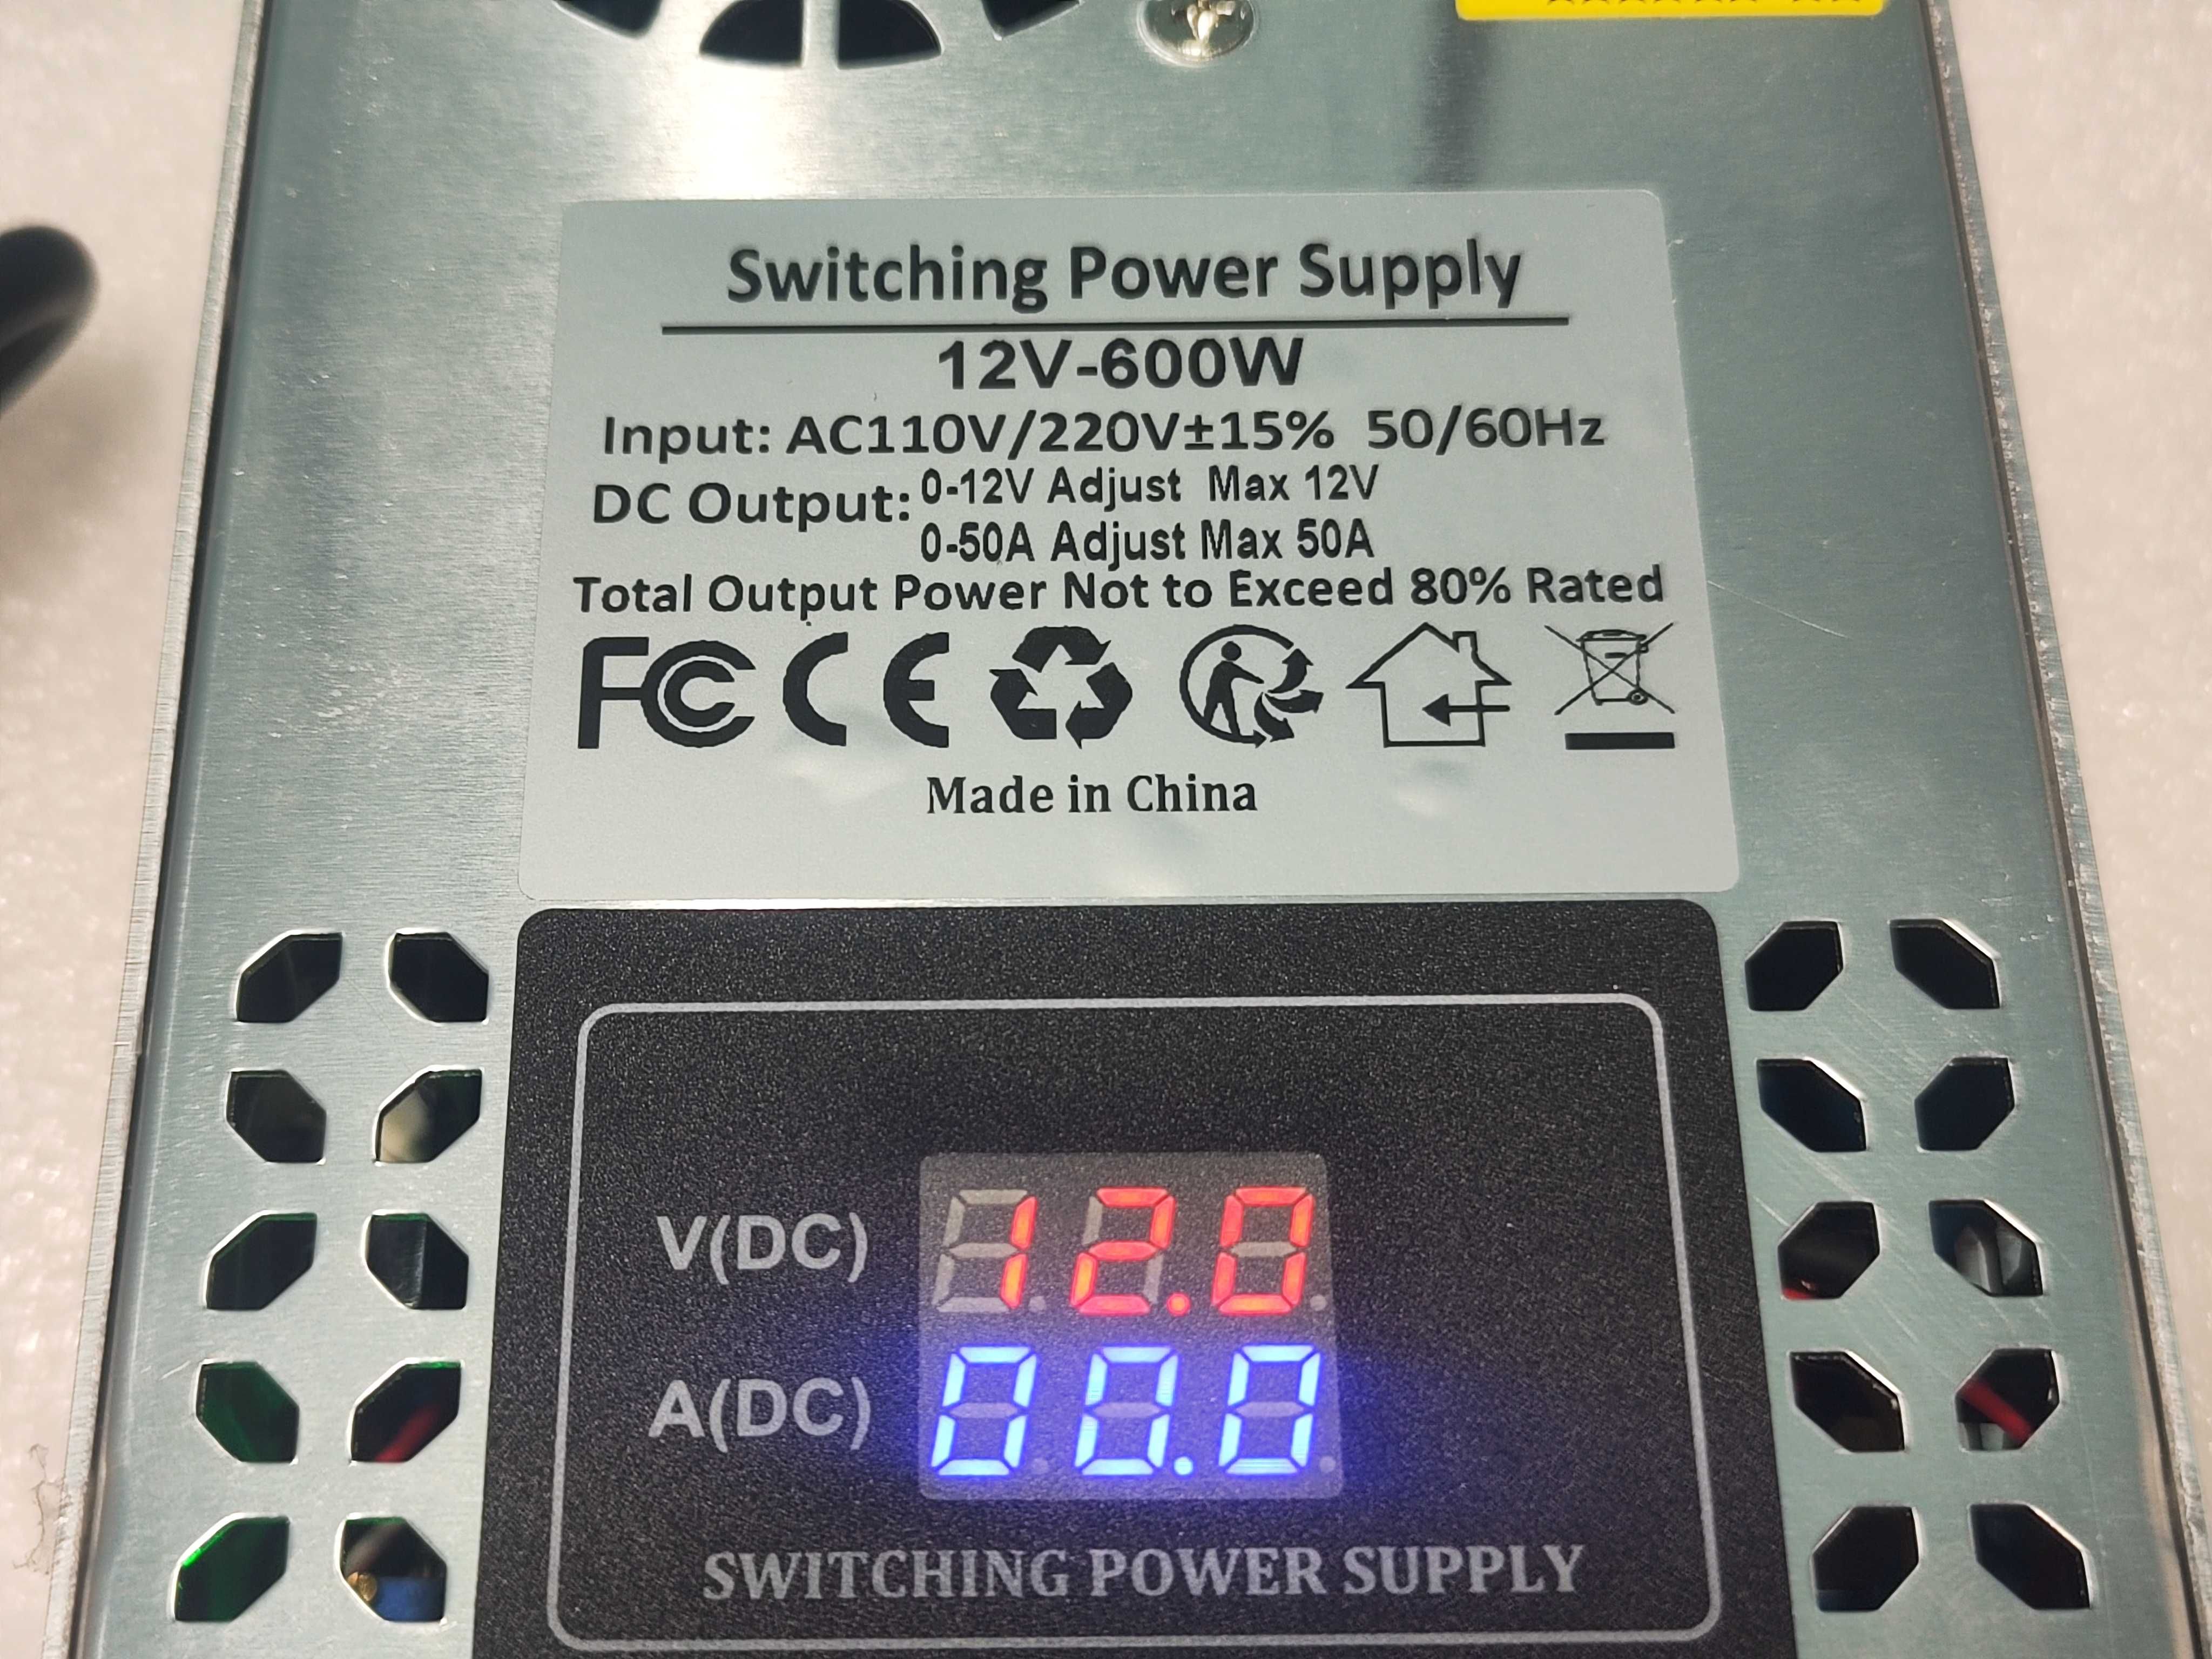 Switching Power Supply
12V-600W
Input: AC110V/220V±15% 50/60Hz
DC Output: 0-12V Adjust Max 12V
0-50A Adjust Max 50A
Total Output Power Not to Exceed 80% Rated
FC CE
Made in China
V(DC) 12.0
A(DC) 00.0
SWITCHING POWER SUPPLY